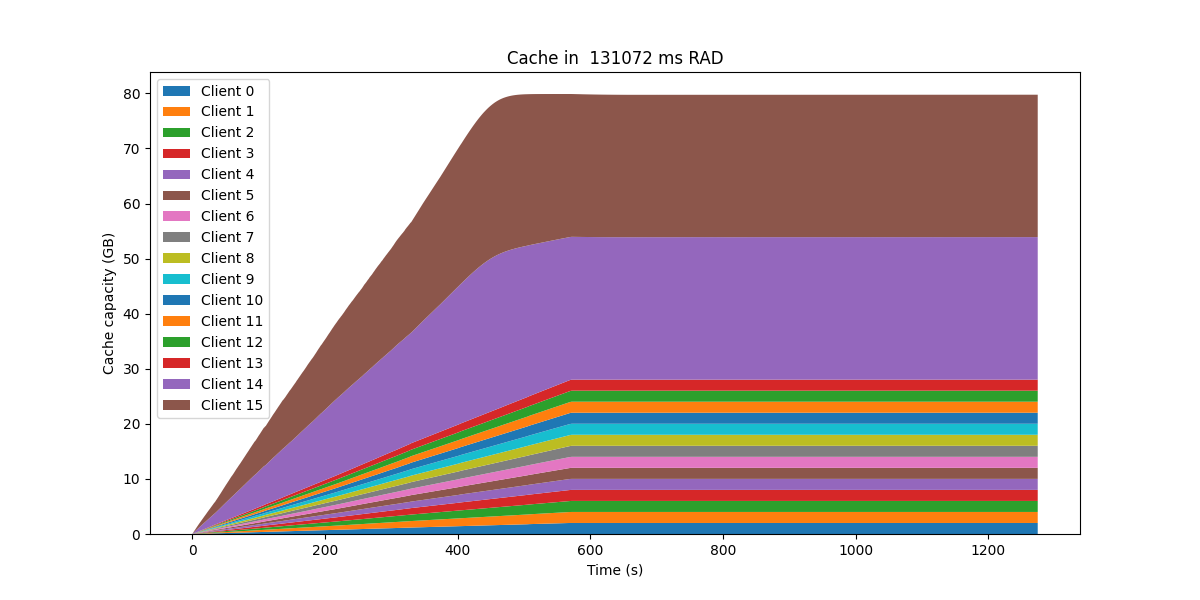 Cache in  131072 ms RAD
Cache capacity (GB)
80
70
60
50
40
30
20
10
0
Client 0
Client 1
Client 2
Client 3
Client 4
Client 5
Client 6
Client 7
Client 8
Client 9
Client 10
Client 11
Client 12
Client 13
Client 14
Client 15
0 200 400 600 800 1000 1200
Time (s)